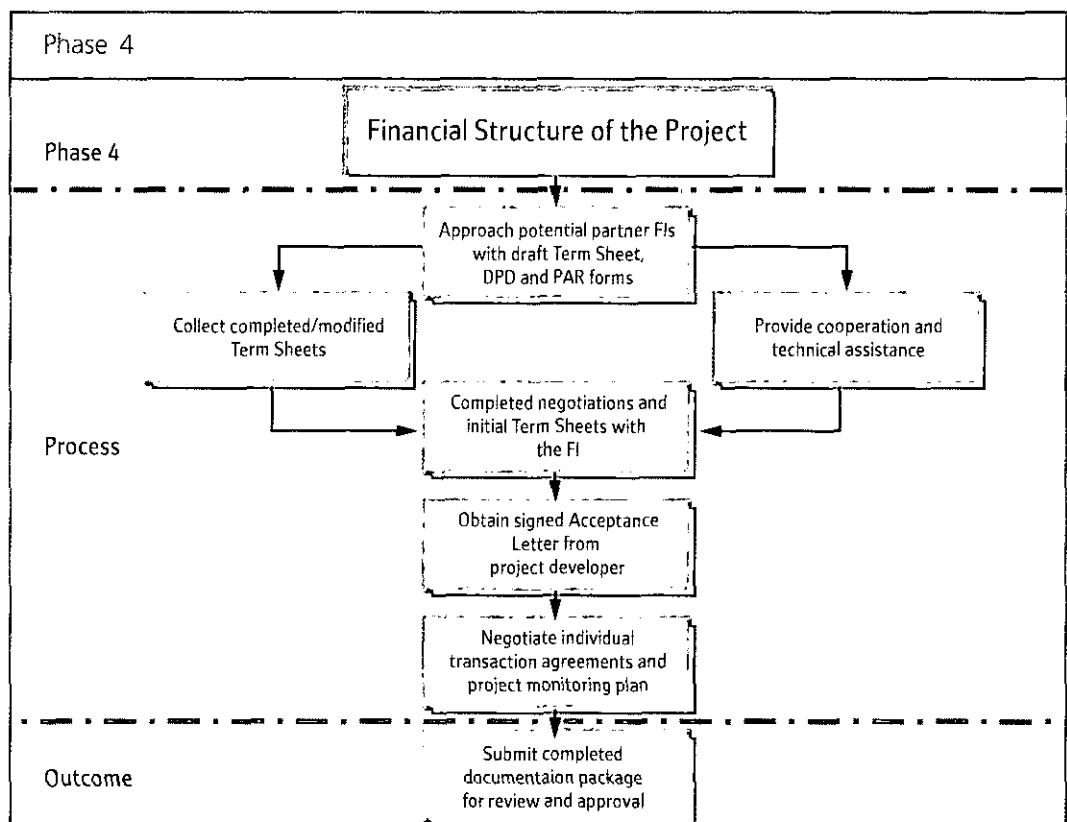 Phase 4
Financial Structure of the Project
Phase 4
Approach potential partner FIs
with draft Term Sheet,
DPD and PAR forms
Collect completed/modified
Term Sheets
Provide cooperation and
technical assistance
Completed negotiations and
initial Term Sheets with
the FI
Process
Obtain signed Acceptance
Letter from
project developer
Negotiate individual
transaction agreements and
project monitoring plan
Outcome
Submit completed
documentaion package
for review and approval